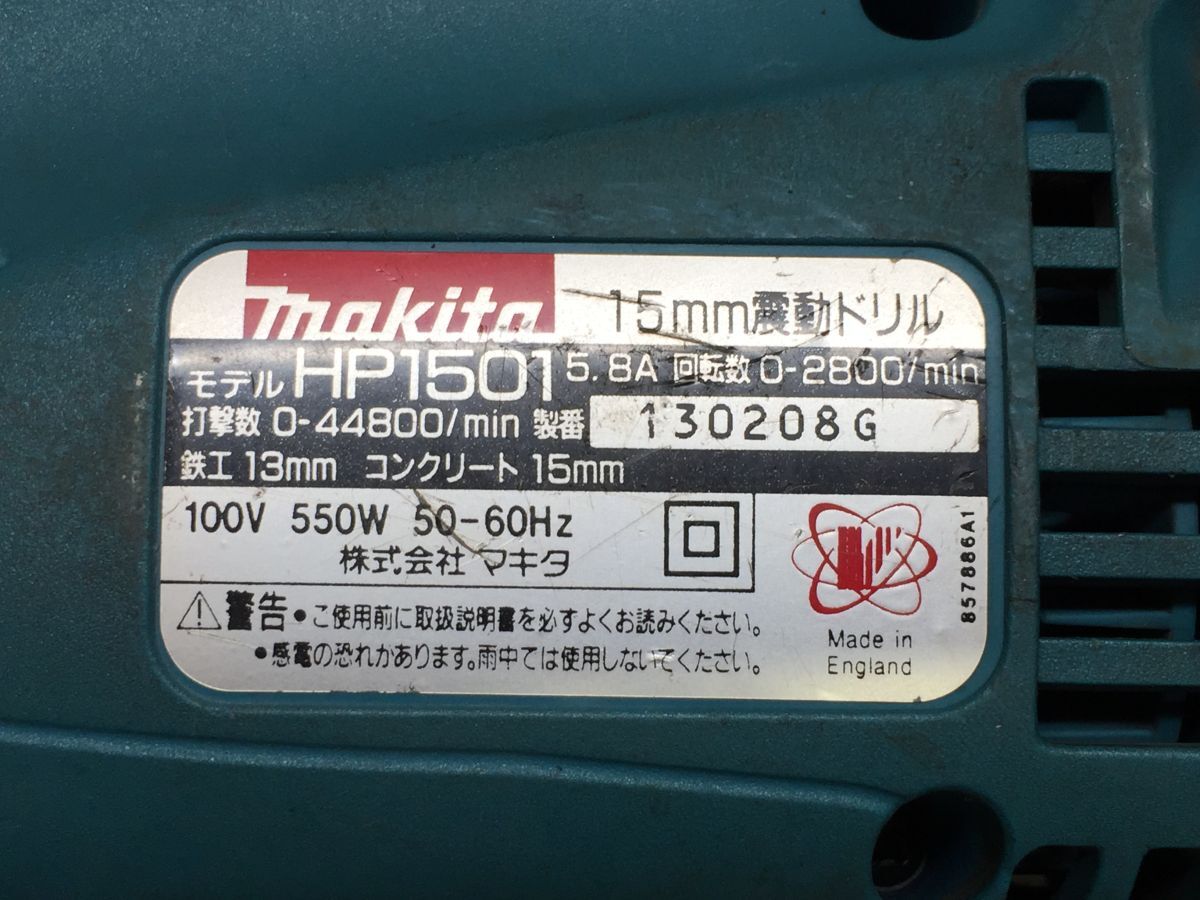 makita 15mm震動ドリル
モデル HP1501 5.8A 回転数 0-2800/min
打撃数 0-44800/min 製番 130208G
鉄工 13mm コンクリート 15mm
100V 550W 50-60Hz
株式会社 マキタ
警告 ●ご使用前に取扱説明書を必ずよくお読みください。
●感電の恐れがあります。雨中では使用しないてください。
Made in
England
857886A1